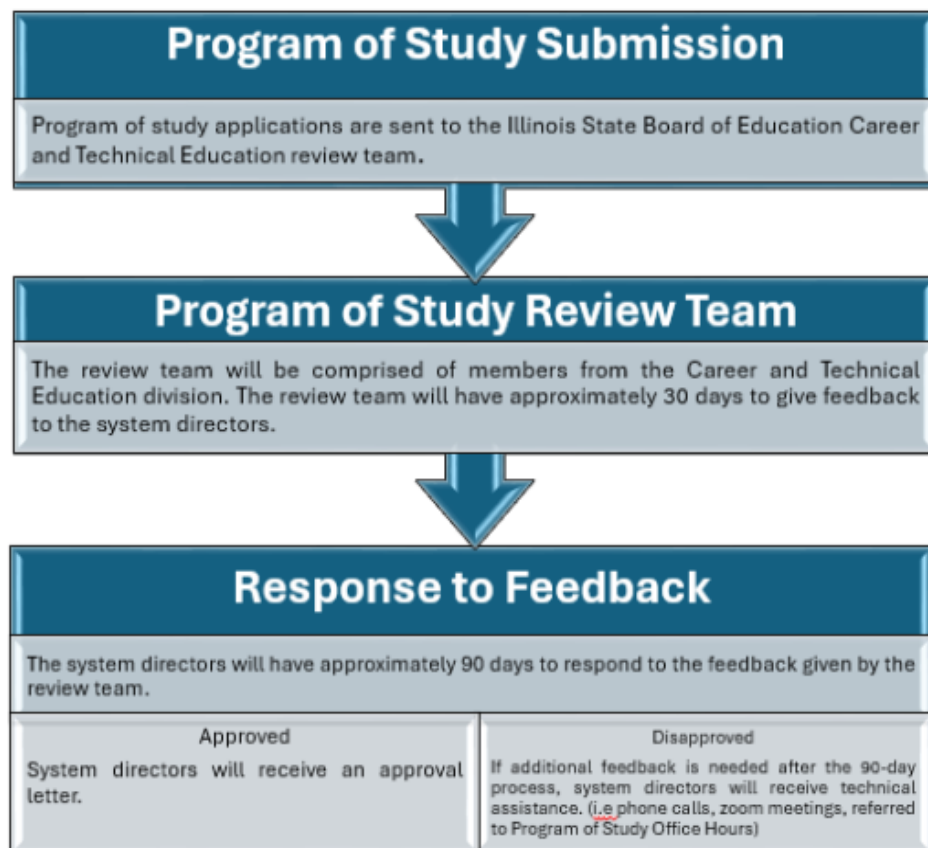 Program of Study Submission
Program of study applications are sent to the Illinois State Board of Education Career
and Technical Education review team.
Program of Study Review Team
The review team will be comprised of members from the Career and Technical
Education division. The review team will have approximately 30 days to give feedback
to the system directors.
Response to Feedback
The system directors will have approximately 90 days to respond to the feedback given by the
review team.
Approved
System directors will receive an approval
letter.
Disapproved
If additional feedback is needed after the 90-day
process, system directors will receive technical
assistance. (i.e phone calls, zoom meetings, referred
to Program of Study Office Hours)